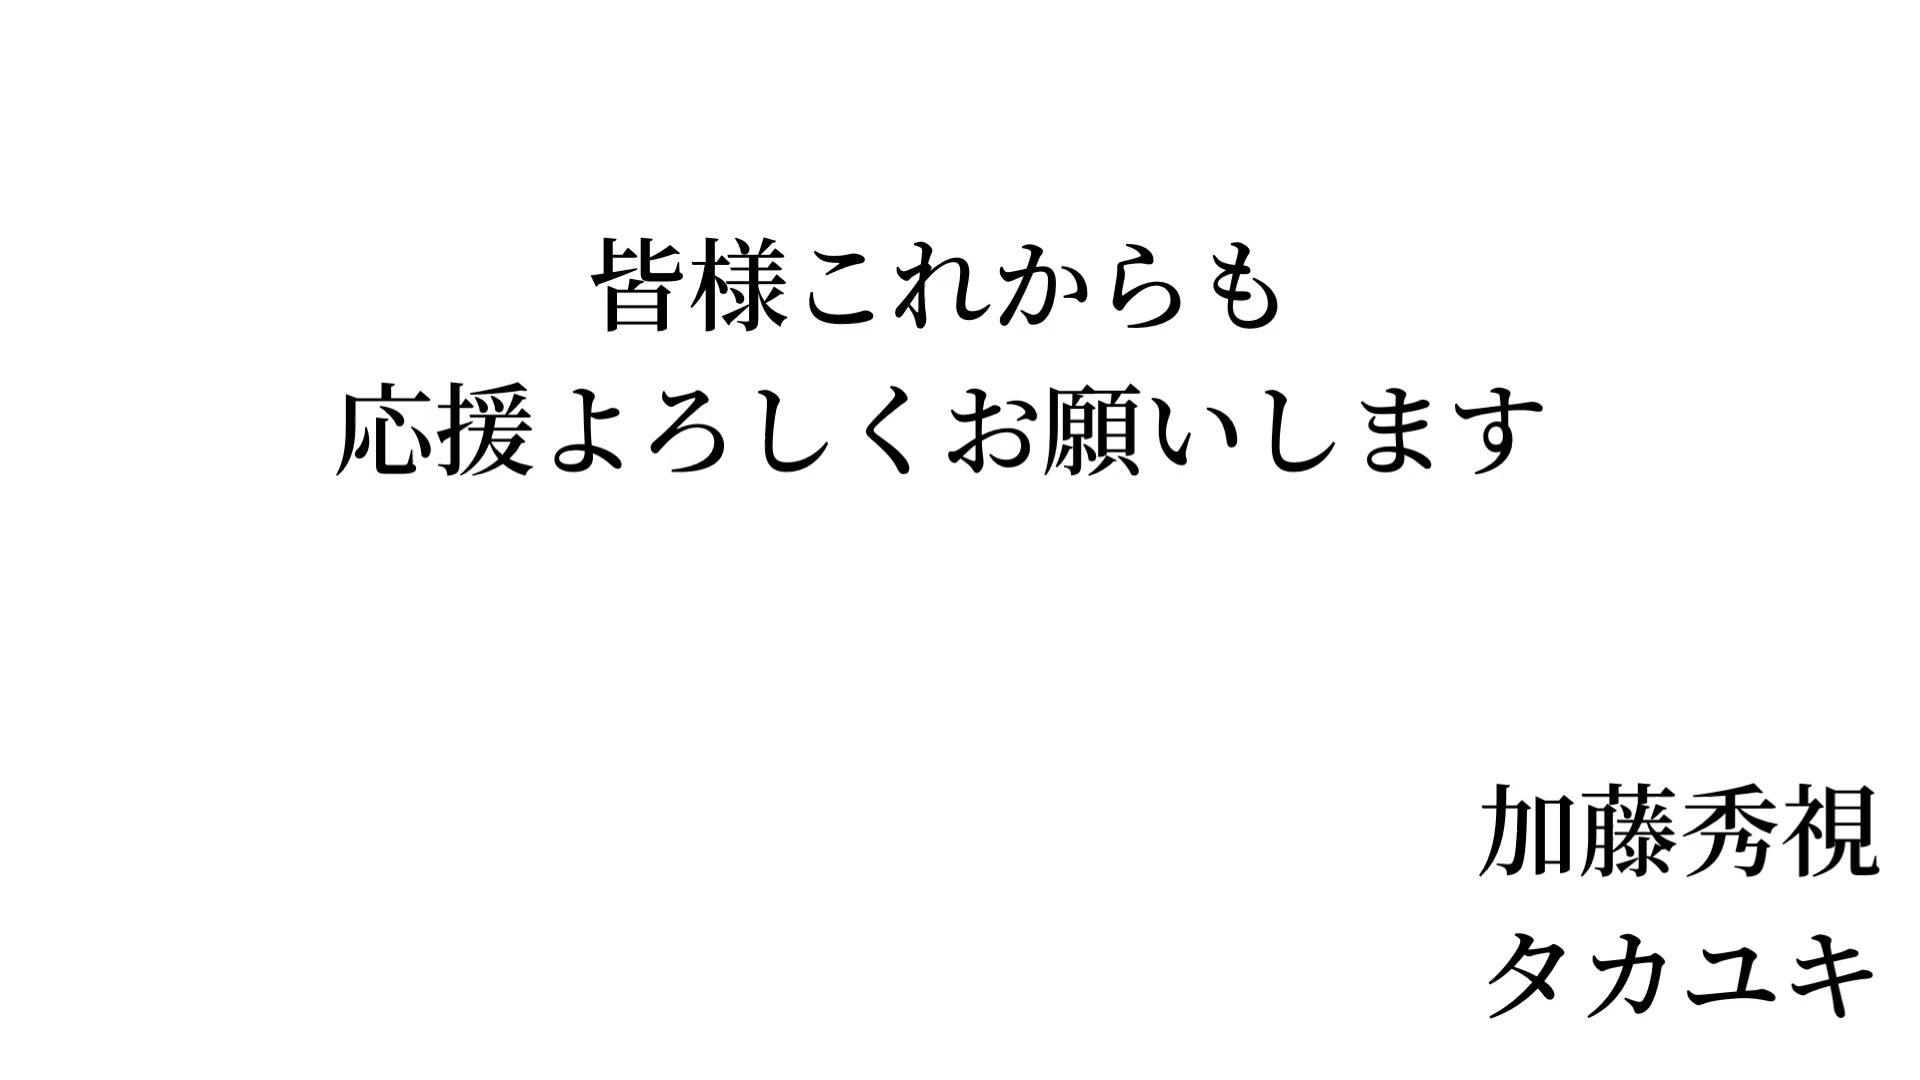 皆様これからも
応援よろしくお願いします
加藤秀視
タカユキ